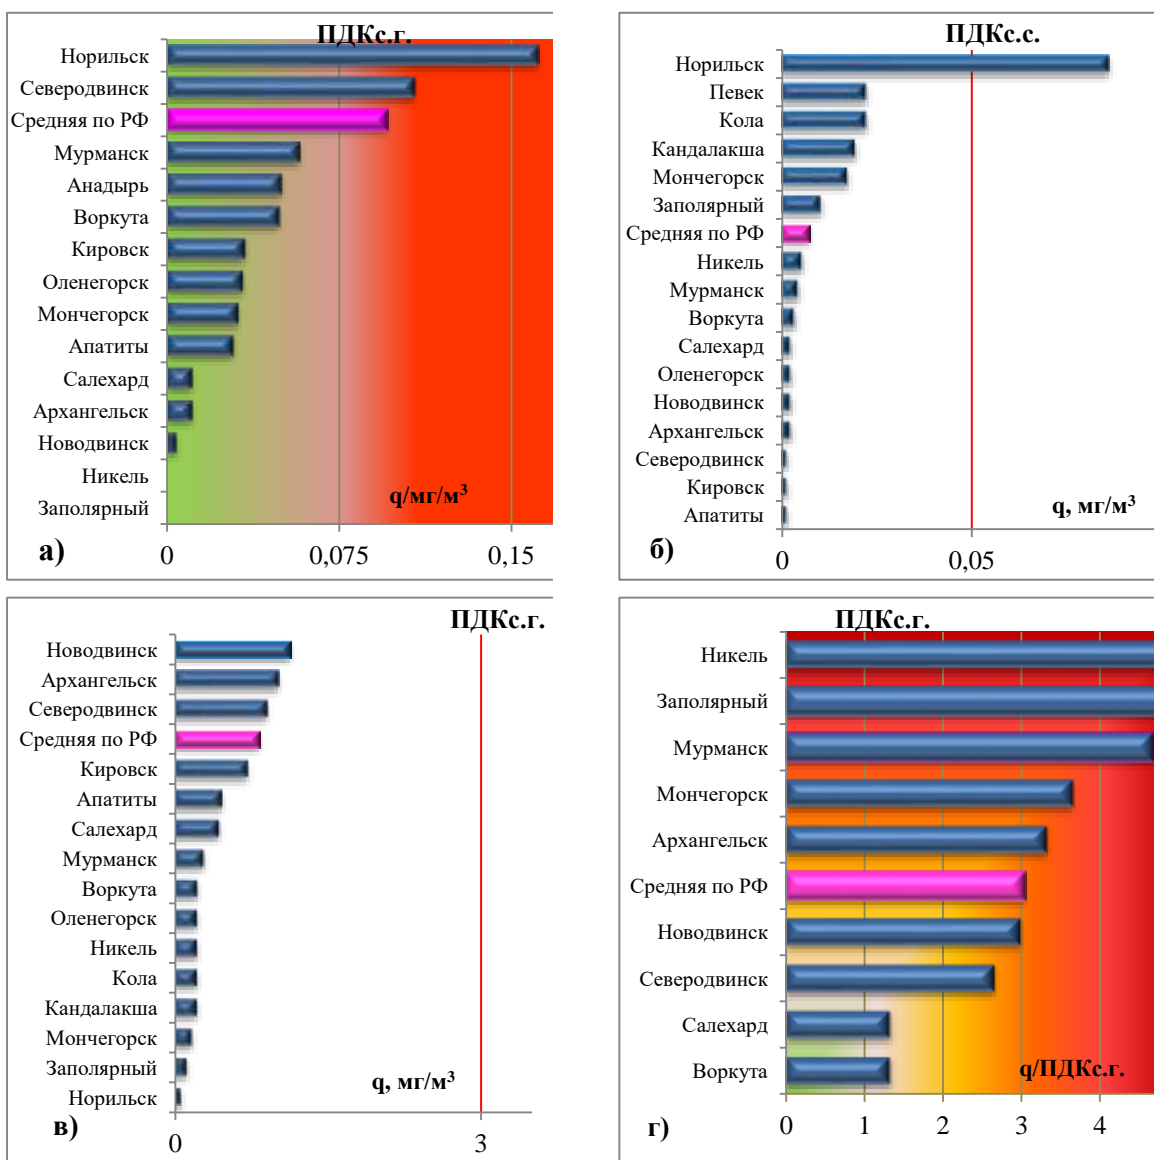 ПДКс.г.
Норильск
Северодвинск
Средняя по РФ
Мурманск
Анадырь
Воркута
Кировск
Оленегорск
Мончегорск
Апатиты
Салехард
Архангельск
Новодвинск
Никель
Заполярный
q/мг/м³
а)
0 0,075 0,15
ПДКс.с.
Норильск
Певек
Кола
Кандалакша
Мончегорск
Заполярный
Средняя по РФ
Никель
Мурманск
Воркута
Салехард
Оленегорск
Новодвинск
Архангельск
Северодвинск
Кировск
Апатиты
q, мг/м³
б)
0 0,05
ПДКс.г.
Новодвинск
Архангельск
Северодвинск
Средняя по РФ
Кировск
Апатиты
Салехард
Мурманск
Воркута
Оленегорск
Никель
Кола
Кандалакша
Мончегорск
Заполярный
Норильск
q, мг/м³
в)
0 3
ПДКс.г.
Никель
Заполярный
Мурманск
Мончегорск
Архангельск
Средняя по РФ
Новодвинск
Северодвинск
Салехард
Воркута
q/ПДКс.г.
г)
0 1 2 3 4